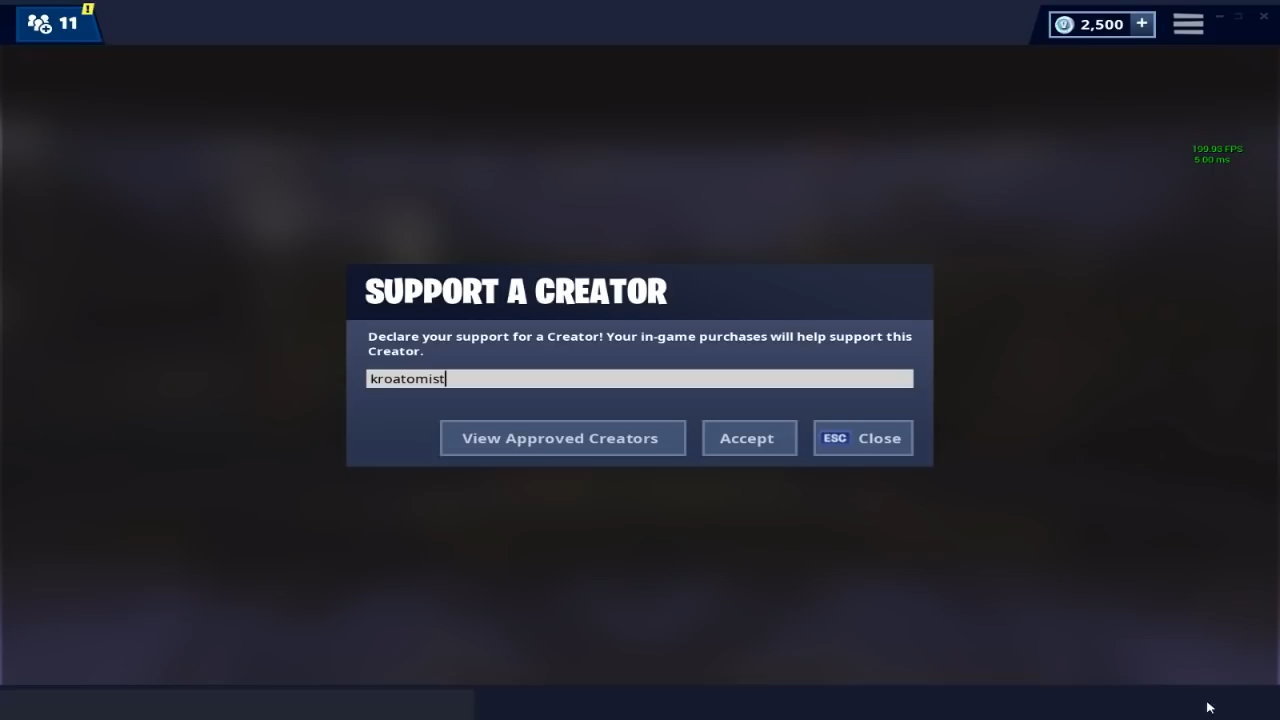 11
!
2,500 +
199.93 FPS
5.00 ms
SUPPORT A CREATOR
Declare your support for a Creator! Your in-game purchases will help support this
Creator.
kroatomist
View Approved Creators
Accept
ESC Close